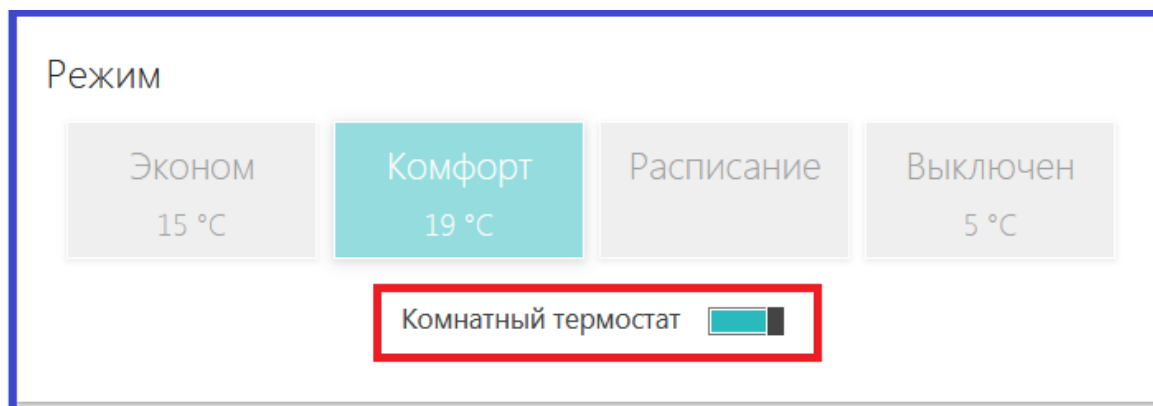 Режим
Эконом
15 °C
Комфорт
19 °C
Расписание
Выключен
5 °C
Комнатный термостат